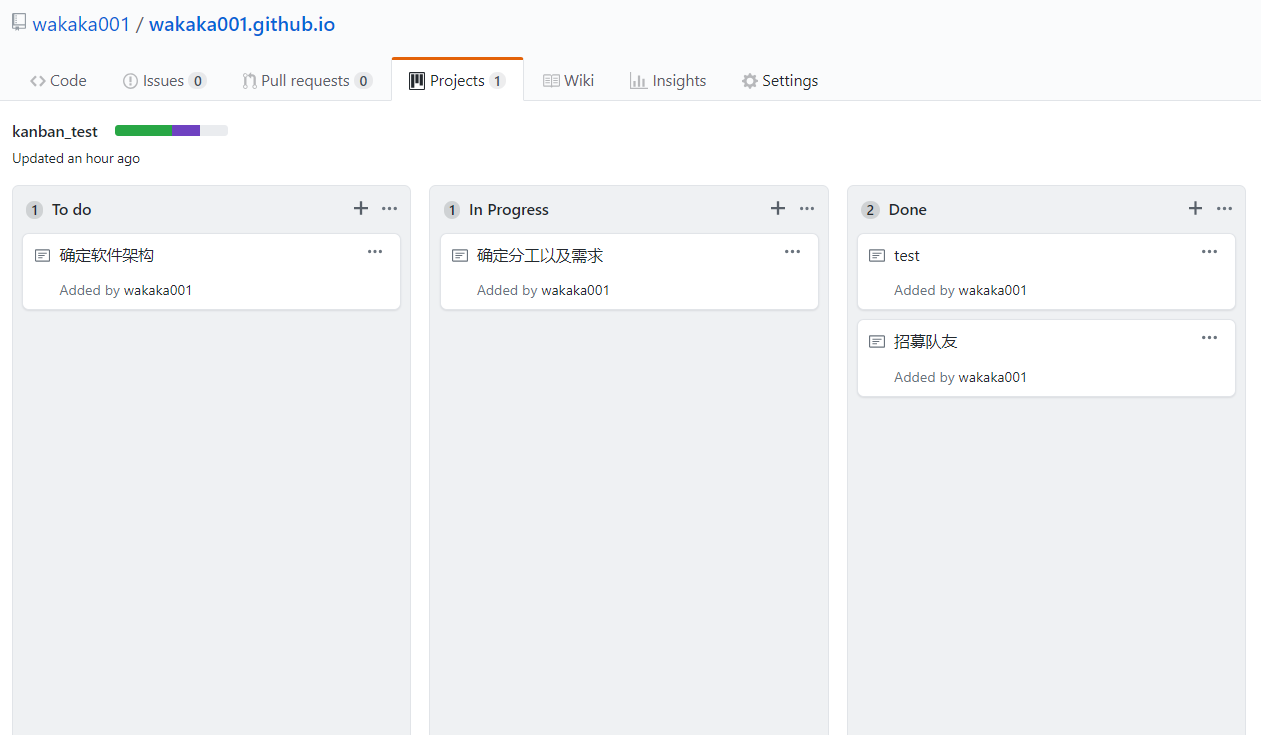 wakaka001 / wakaka001.github.io
Code Issues 0 Pull requests 0 Projects 1 Wiki Insights Settings
kanban_test
Updated an hour ago
1 To do
确定软件架构
Added by wakaka001
1 In Progress
确定分工以及需求
Added by wakaka001
2 Done
test
Added by wakaka001
招募队友
Added by wakaka001